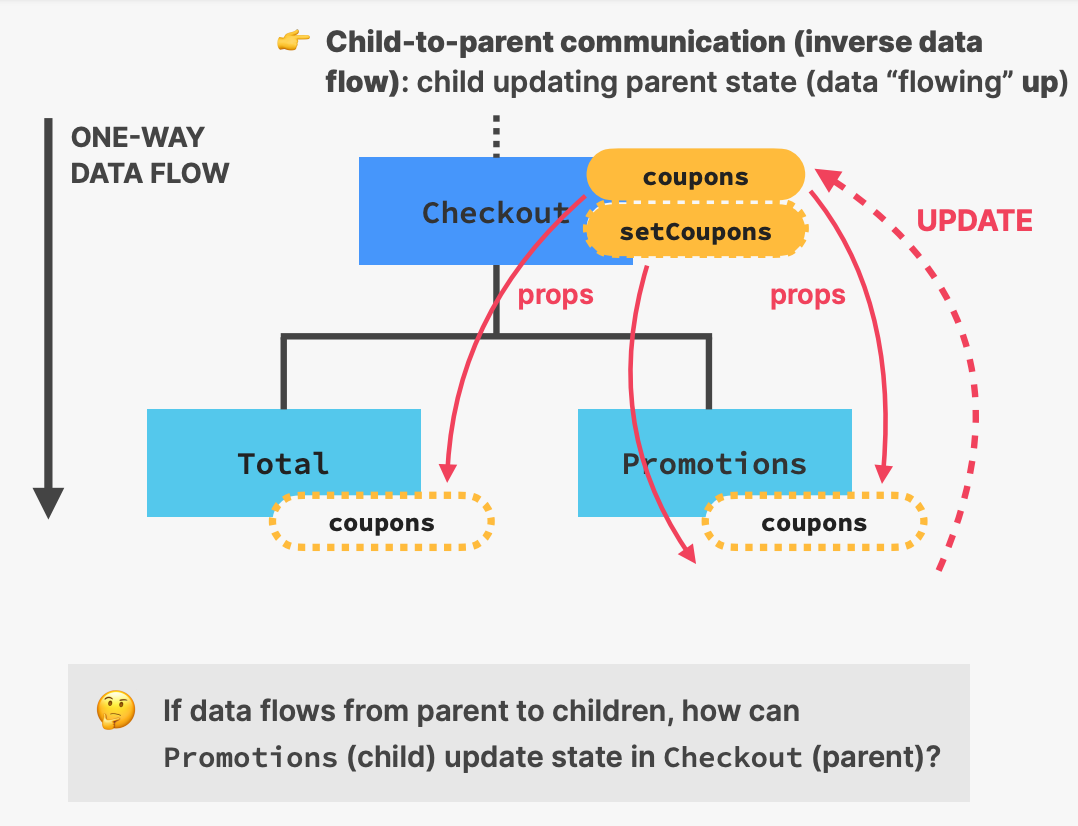 👉 Child-to-parent communication (inverse data
flow): child updating parent state (data “flowing” up)
ONE-WAY
DATA FLOW
coupons
Checkout
setCoupons
UPDATE
props
props
Total
Promotions
coupons
coupons
🤔 If data flows from parent to children, how can
Promotions (child) update state in Checkout (parent)?